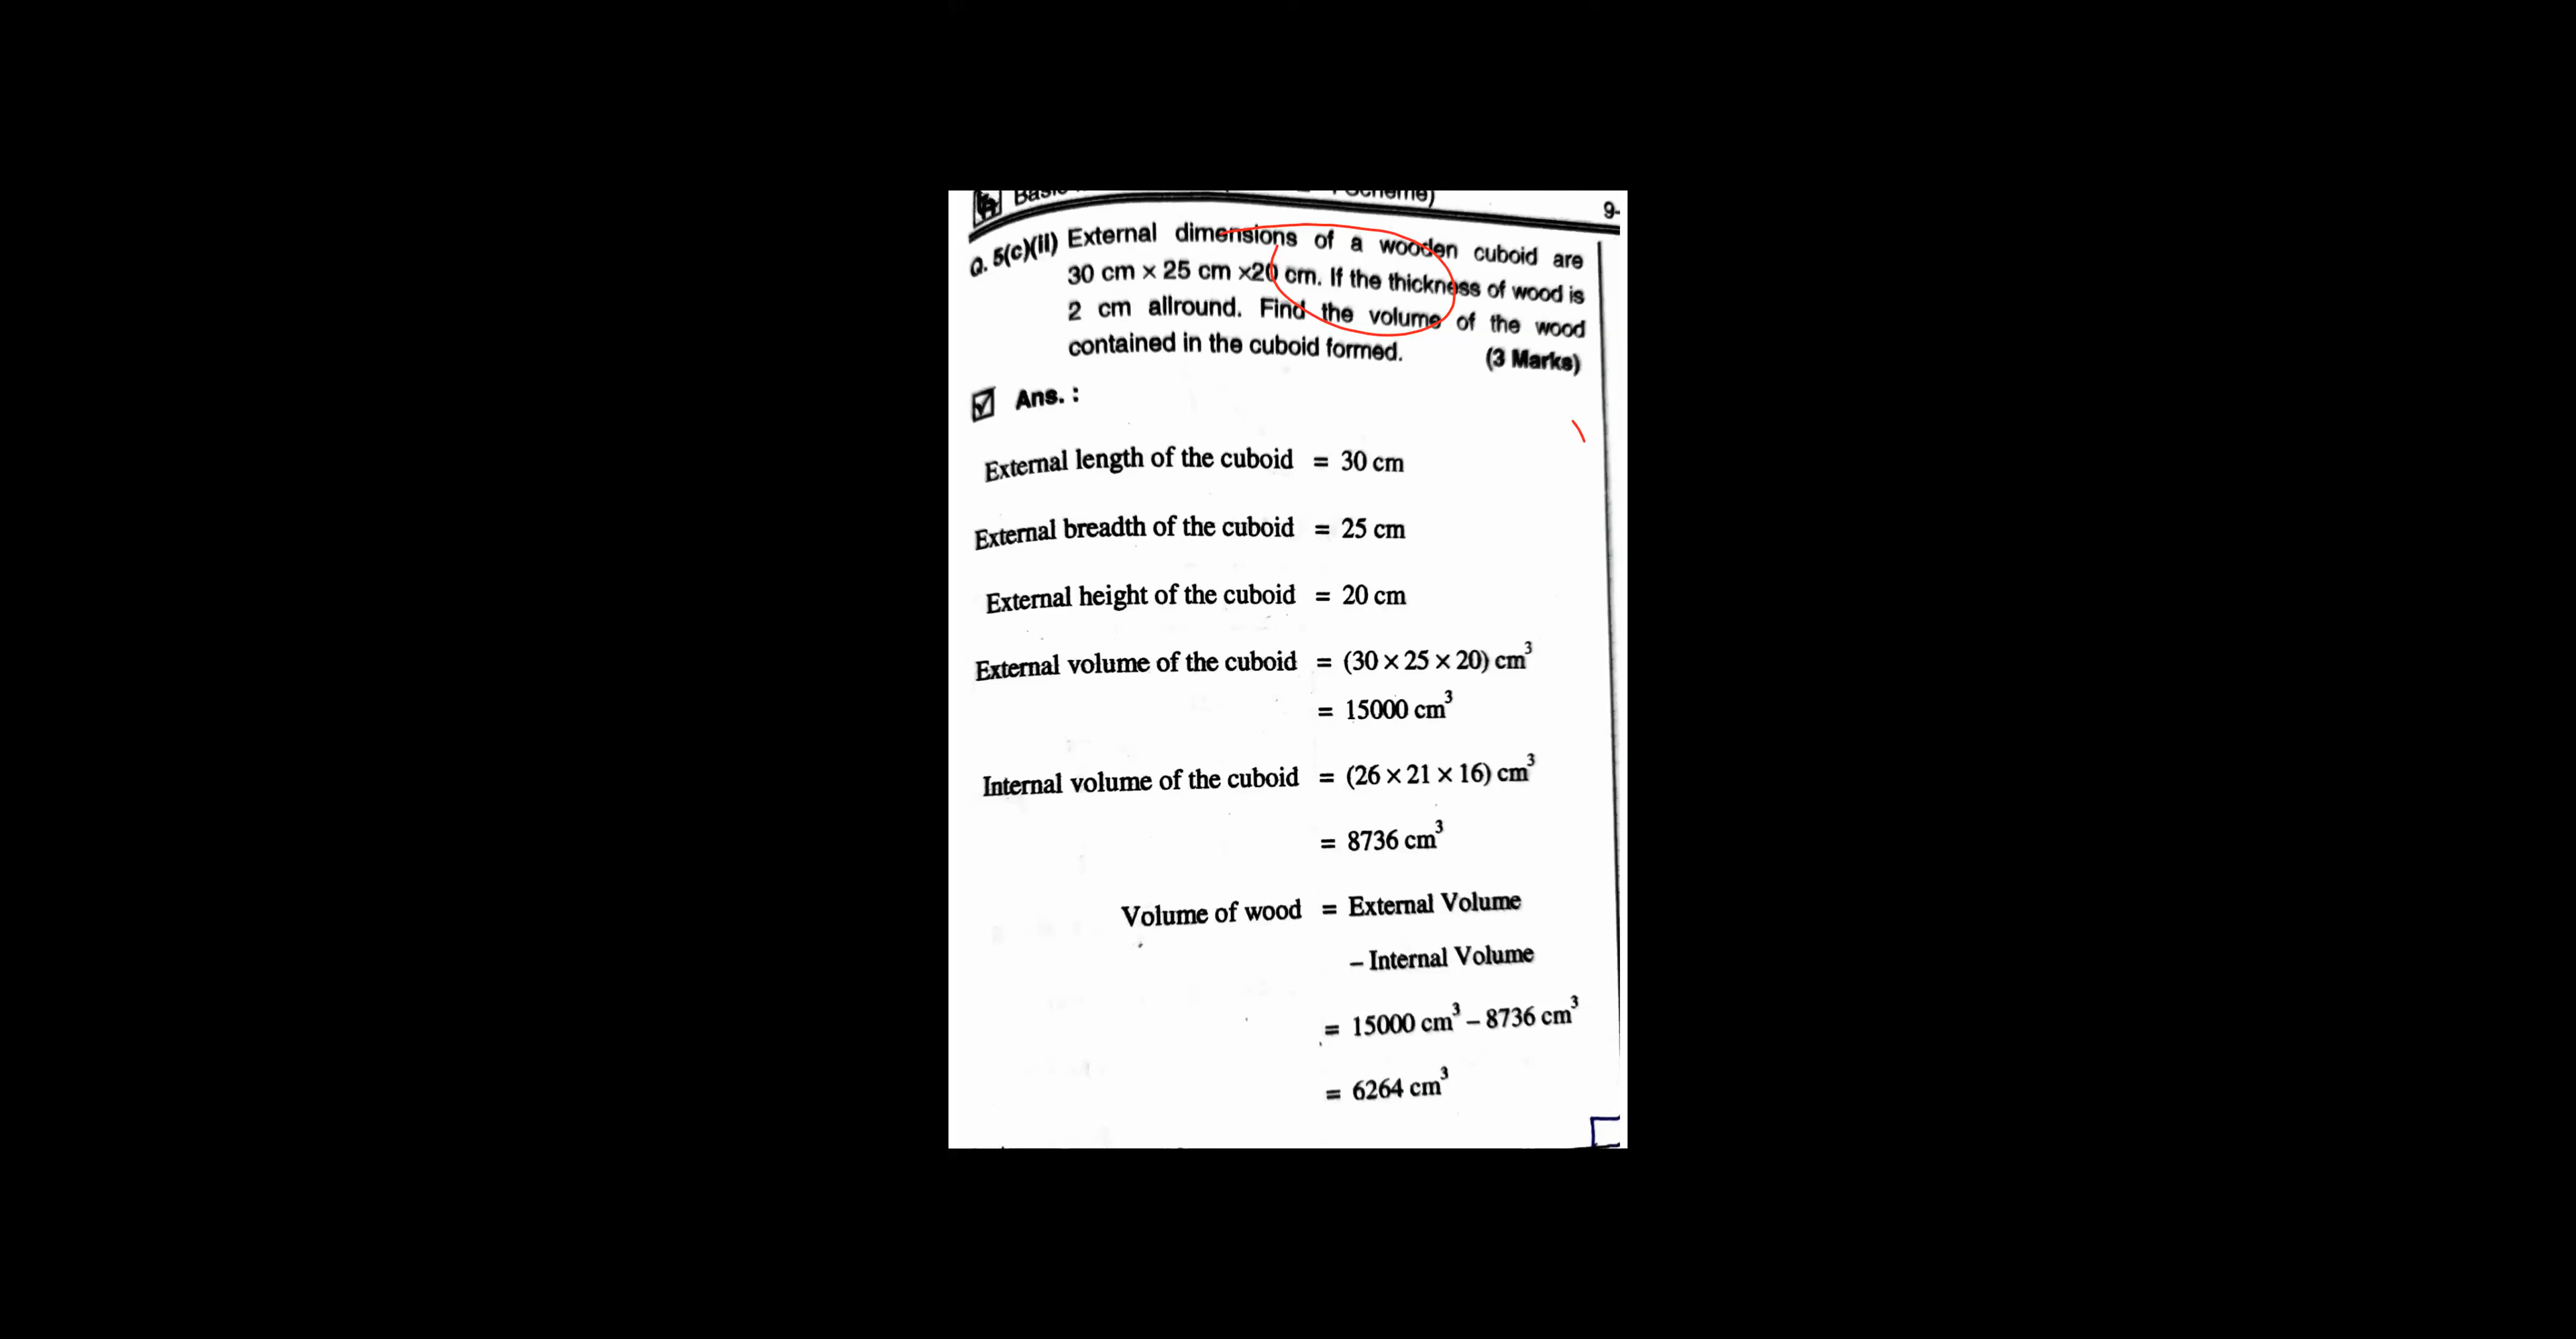 Scheme)
9-
Q. 5(c)(ii) External dimensions of a wooden cuboid are
30 cm × 25 cm ×20 cm. If the thickness of wood is
2 cm allround. Find the volume of the wood
contained in the cuboid formed. (3 Marks)
Ans. :
External length of the cuboid = 30 cm
External breadth of the cuboid = 25 cm
External height of the cuboid = 20 cm
External volume of the cuboid = (30 × 25 × 20) cm³
= 15000 cm³
Internal volume of the cuboid = (26 × 21 × 16) cm³
= 8736 cm³
Volume of wood = External Volume
– Internal Volume
= 15000 cm³ – 8736 cm³
= 6264 cm³